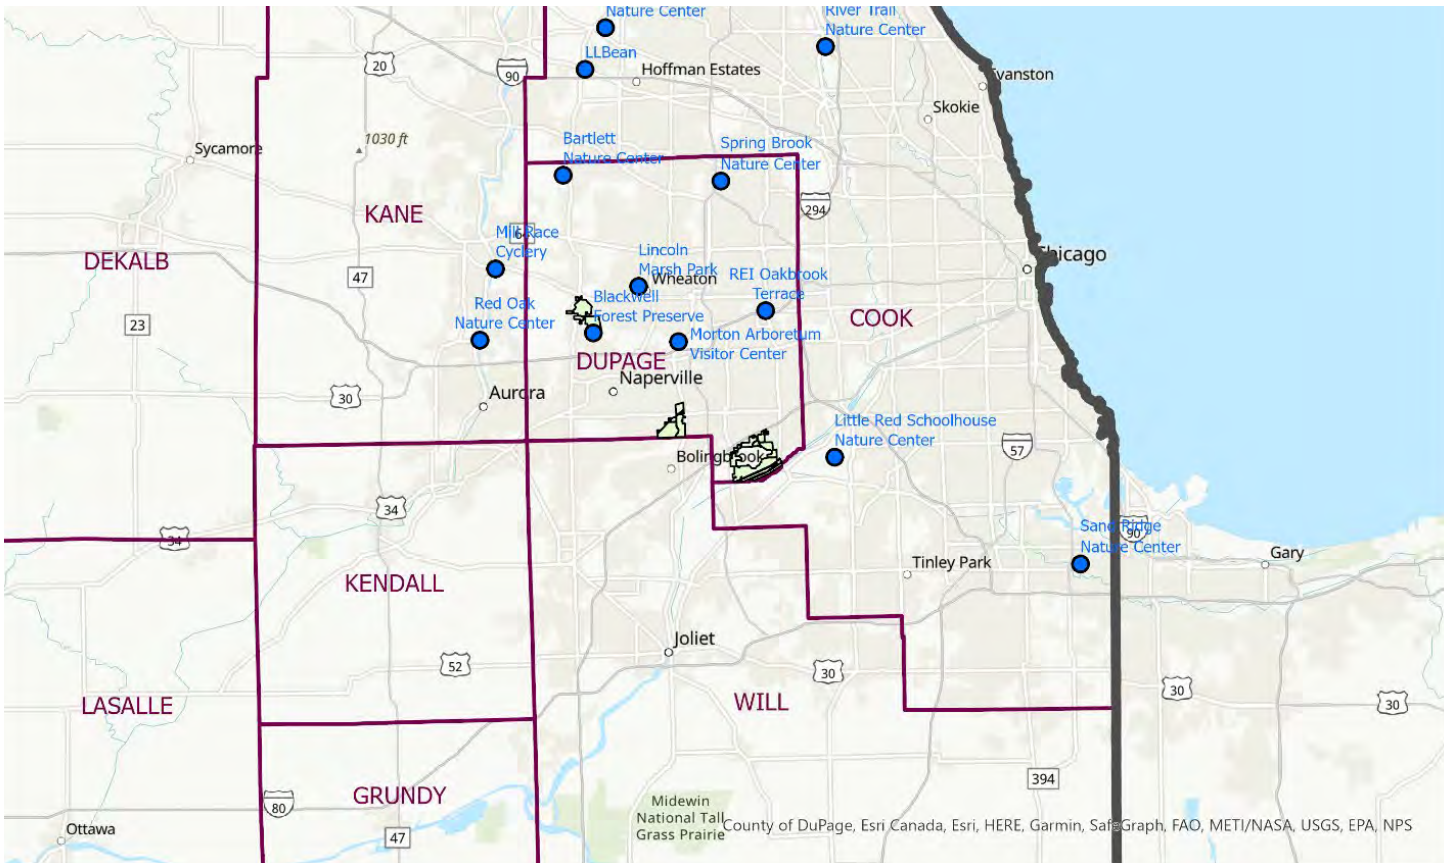 Nature Center
River Trail
Nature Center
LLBean
20
90
Hoffman Estates
Evanston
Skokie
1030 ft
Sycamore
Bartlett
Nature Center
Spring Brook
Nature Center
294
KANE
64
Mill Race
Cyclery
DEKALB
47
Lincoln
Marsh Park
Wheaton
REI Oakbrook
Terrace
Chicago
23
Red Oak
Nature Center
Blackwell
Forest Preserve
COOK
Morton Arboretum
Visitor Center
DUPAGE
Naperville
30
Aurora
Little Red Schoolhouse
Nature Center
57
Bolingbrook
34
34
Sand Ridge
Nature Center
90
Gary
Tinley Park
KENDALL
Joliet
52
30
30
30
LASALLE
WILL
394
GRUNDY
80
47
Ottawa
Midewin
National Tall
Grass Prairie
County of DuPage, Esri Canada, Esri, HERE, Garmin, SafeGraph, FAO, METI/NASA, USGS, EPA, NPS